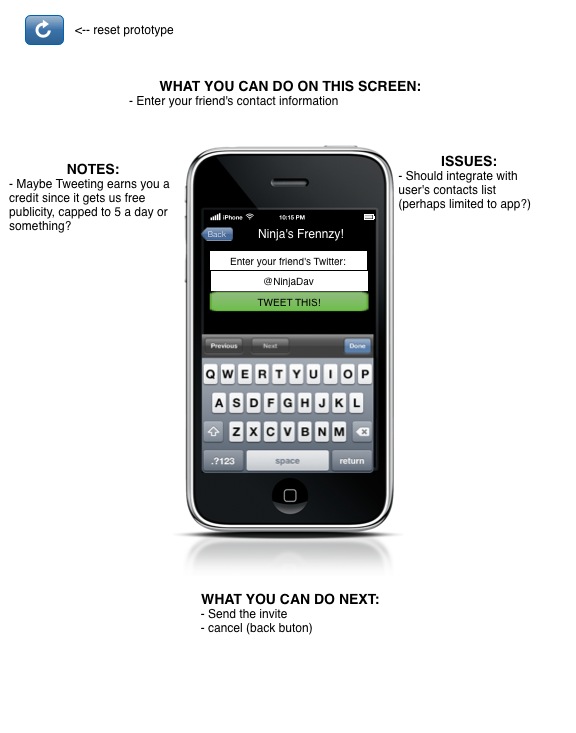 <-- reset prototype
WHAT YOU CAN DO ON THIS SCREEN:
- Enter your friend's contact information
NOTES:
- Maybe Tweeting earns you a
credit since it gets us free
publicity, capped to 5 a day or
something?
ISSUES:
- Should integrate with
user's contacts list
(perhaps limited to app?)
iPhone 10:15 PM
Back Ninja's Frennzy!
Enter your friend's Twitter:
@NinjaDav
TWEET THIS!
Previous Next Done
Q W E R T Y U I O P
A S D F G H J K L
Z X C V B N M
.?123 space return
WHAT YOU CAN DO NEXT:
- Send the invite
- cancel (back buton)